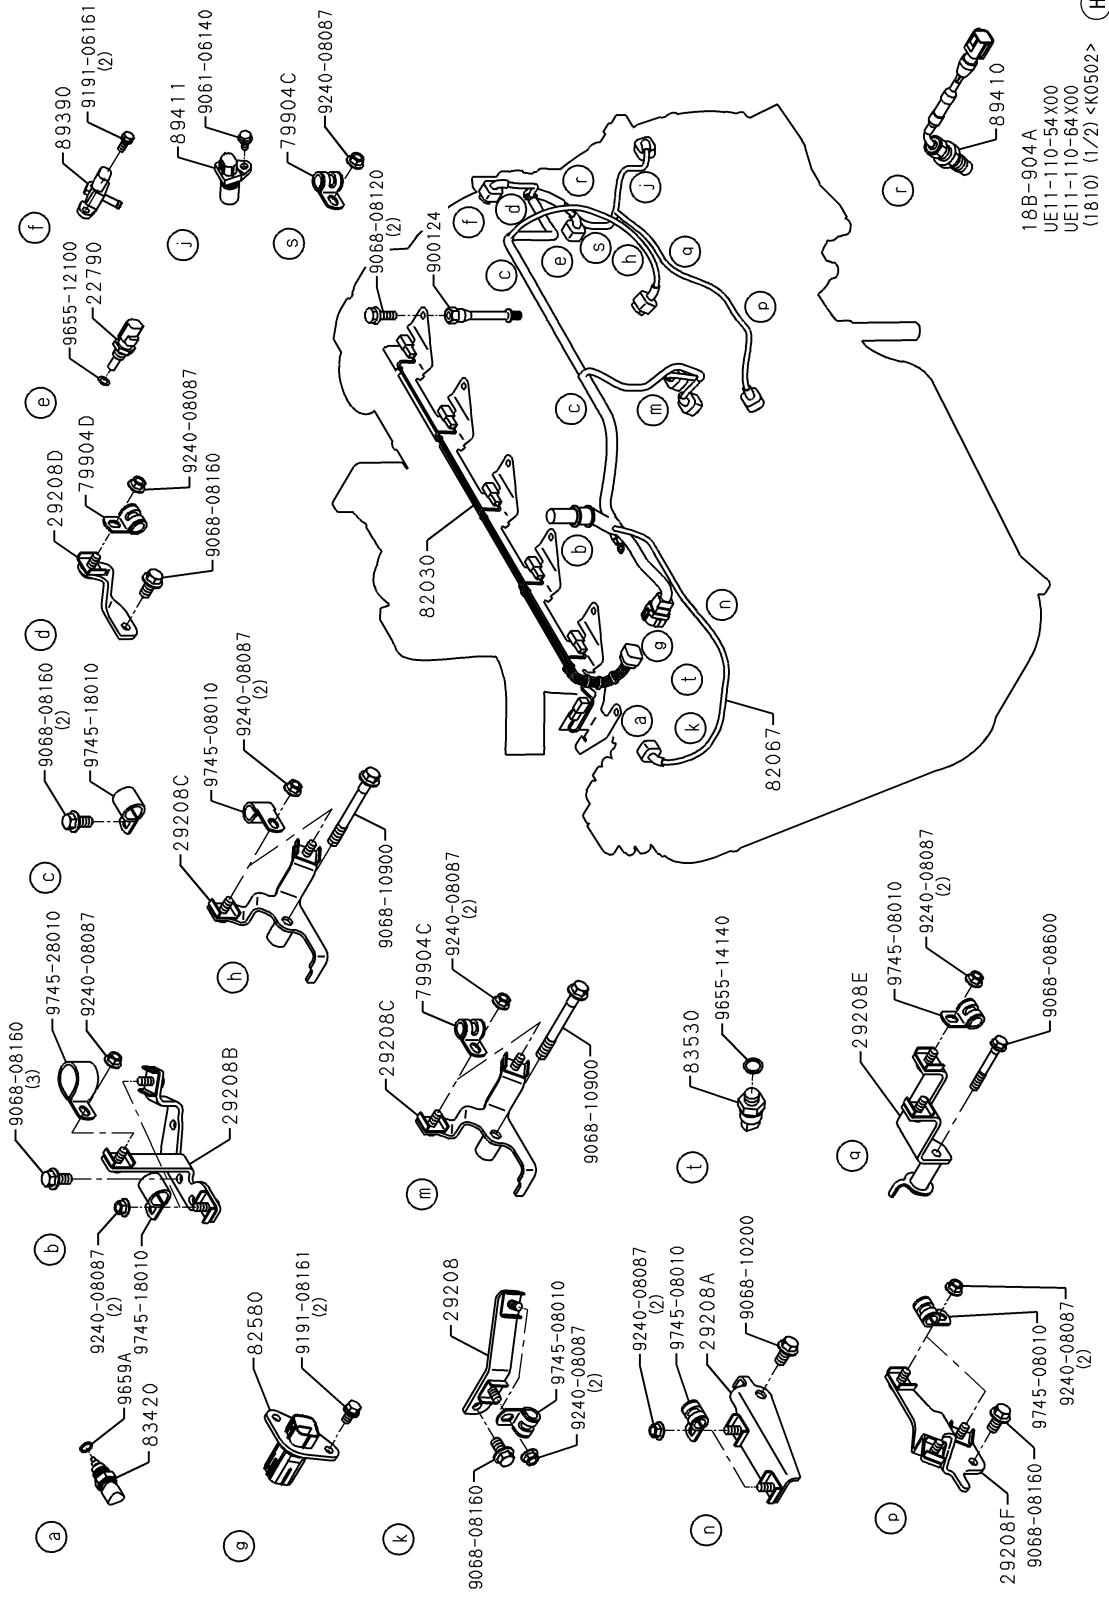 f
89390
9191-06161
(2)
j
89411
9061-06140
s
79904C
9240-08087
e
9655-12100
22790
d
29208D
79904D
9240-08087
9068-08160
c
9068-08160
(2)
9745-18010
b
9068-08160
(3)
9745-28010
9240-08087
29208B
9240-08087
(2)
9745-18010
a
9659A
83420
h
29208C
9745-08010
9240-08087
(2)
9068-10900
g
82580
9191-08161
(2)
m
29208C
79904C
9240-08087
(2)
9068-10900
k
29208
9745-08010
9240-08087
(2)
9068-08160
9068-08120
(2)
900124
82030
82067
f
d
r
j
e
s
h
q
c
p
c
m
b
n
g
t
a
k
t
83530
9655-14140
n
9240-08087
(2)
9745-08010
29208A
9068-10200
q
29208E
9745-08010
9240-08087
(2)
9068-08600
p
29208F
9068-08160
9745-08010
9240-08087
(2)
r
89410
18B-904A
UE11-110-54X00
UE11-110-64X00
(1810) (1/2) <K0502>
H